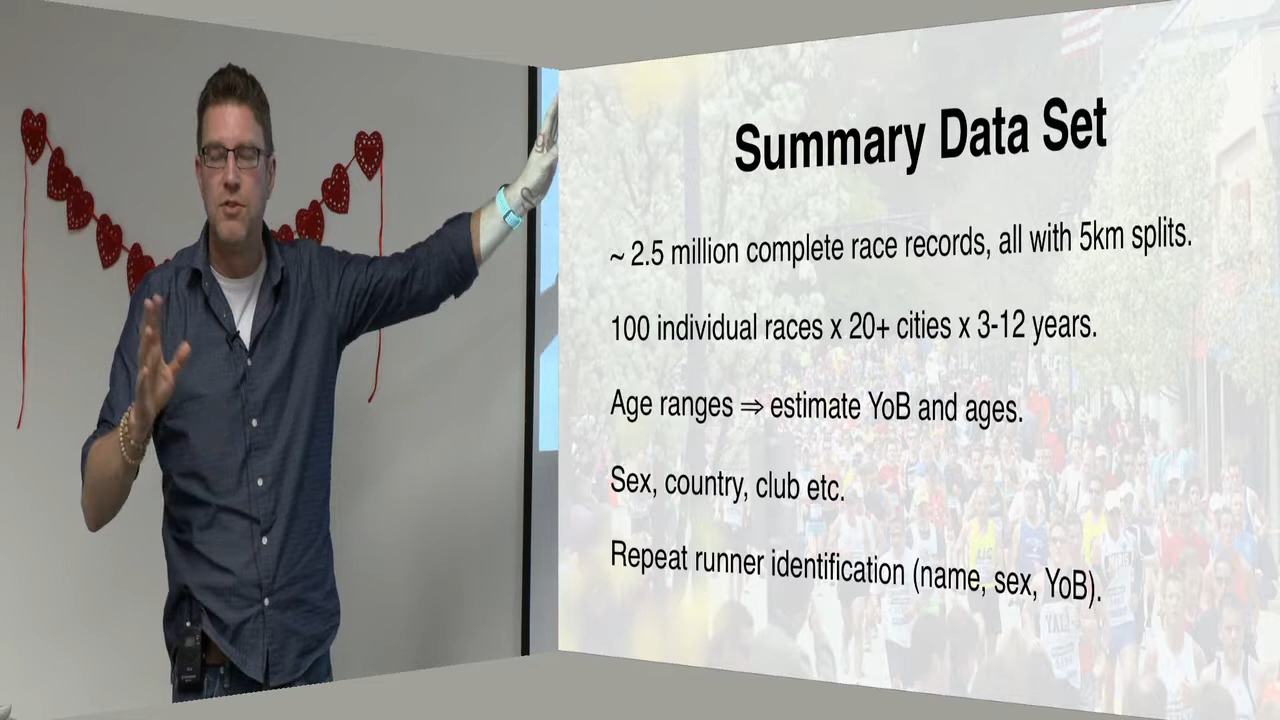 Summary Data Set
~ 2.5 million complete race records, all with 5km splits.
100 individual races x 20+ cities x 3-12 years.
Age ranges ⇒ estimate YoB and ages.
Sex, country, club etc.
Repeat runner identification (name, sex, YoB).